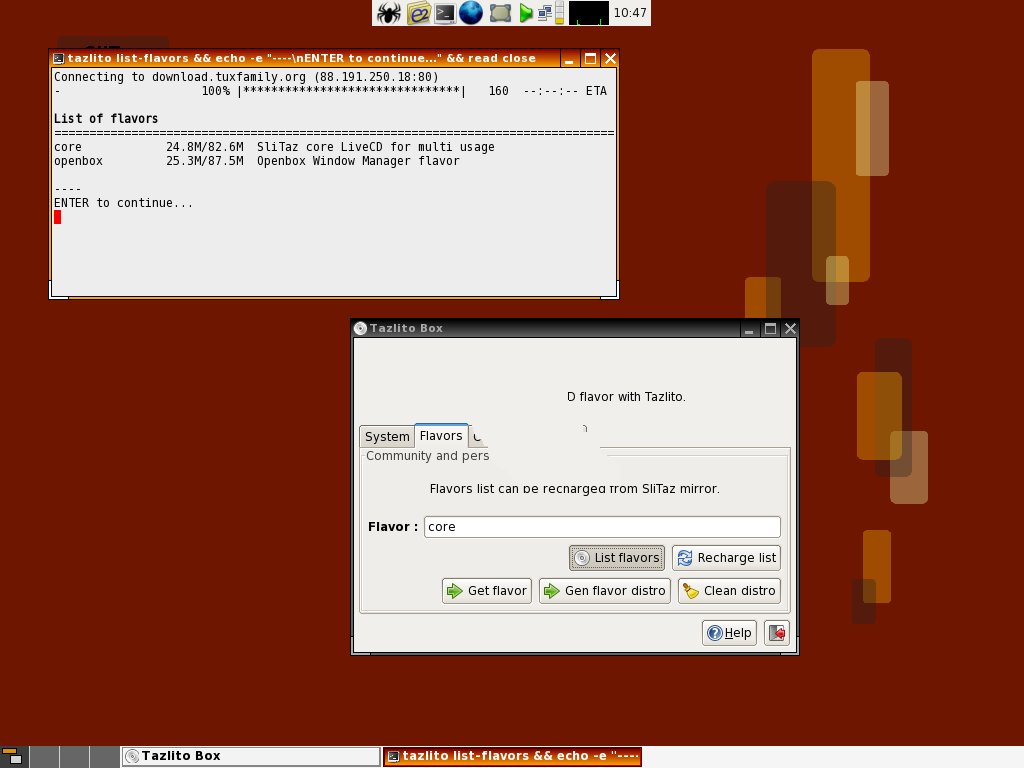 10:47
tazlito list-flavors && echo -e "----\nENTER to continue..." && read close
Connecting to download.tuxfamily.org (88.191.250.18:80)
- 100% |*******************************| 160 --:--:-- ETA
List of flavors
================================================================================
core 24.8M/82.6M SliTaz core LiveCD for multi usage
openbox 25.3M/87.5M Openbox Window Manager flavor
----
ENTER to continue...
Tazlito Box
D flavor with Tazlito.
System Flavors
Community and pers
Flavors list can be recharged from SliTaz mirror.
Flavor : core
List flavors Recharge list
Get flavor Gen flavor distro Clean distro
Help
Tazlito Box tazlito list-flavors && echo -e "----